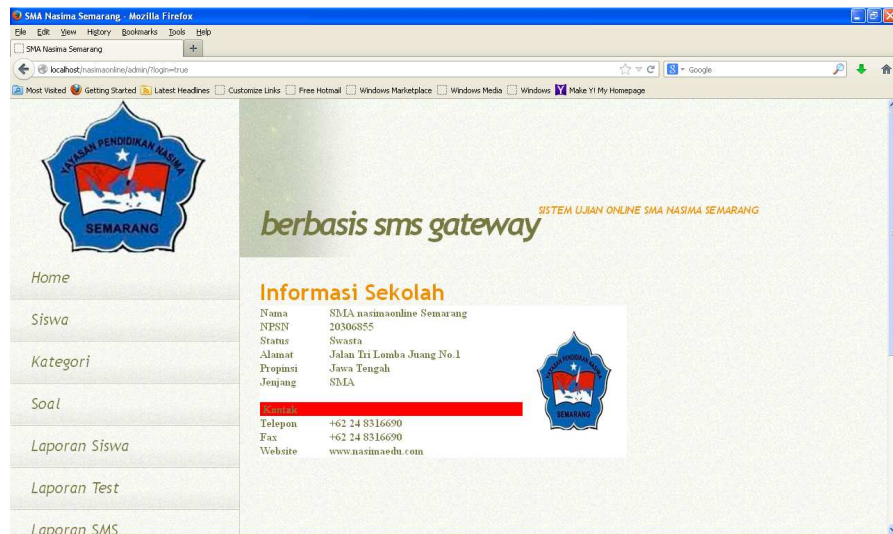 SMA Nasima Semarang - Mozilla Firefox
File Edit View History Bookmarks Tools Help
SMA Nasima Semarang
localhost/nasimaonline/admin/?login=true
Google
Most Visited Getting Started Latest Headlines Customize Links Free Hotmail Windows Marketplace Windows Media Windows Make Y! My Homepage
YAYASAN PENDIDIKAN NASIMA
SEMARANG
SISTEM UJIAN ONLINE SMA NASIMA SEMARANG
berbasis sms gateway
Home
Siswa
Kategori
Soal
Laporan Siswa
Laporan Test
Laporan SMS
Informasi Sekolah
Nama SMA nasimaonline Semarang
NPSN 20306855
Status Swasta
Alamat Jalan Tri Lomba Juang No.1
Propinsi Jawa Tengah
Jenjang SMA
Kontak
Telepon +62 24 8316690
Fax +62 24 8316690
Website www.nasimaedu.com
YAYASAN PENDIDIKAN NASIMA
SEMARANG